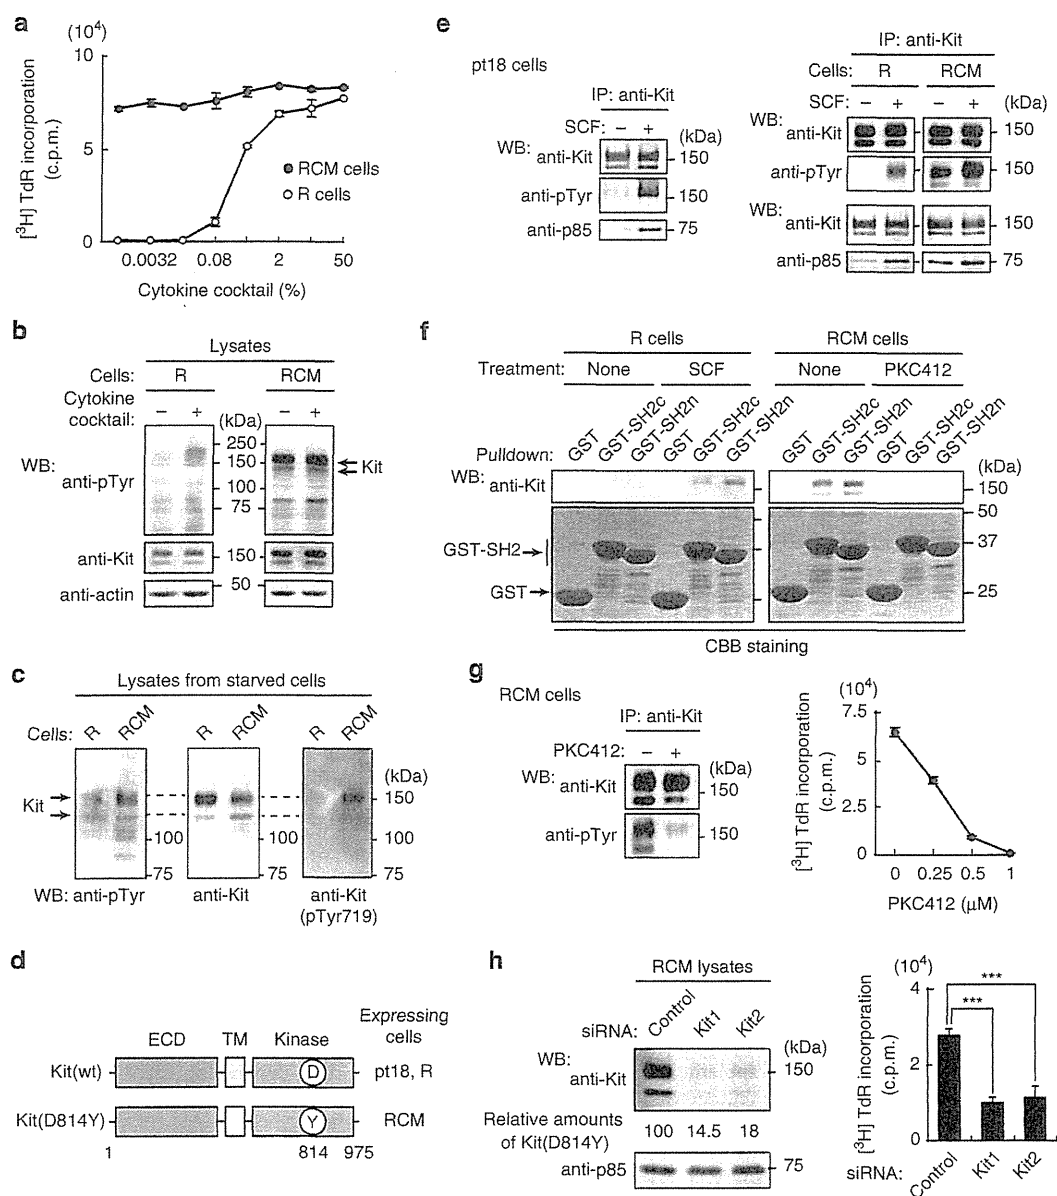 a
(10⁴)
10
5
0
[³H] TdR incorporation
(c.p.m.)
RCM cells
R cells
0.0032 0.08 2 50
Cytokine cocktail (%)
b
Lysates
Cells: R RCM
Cytokine
cocktail: – + – +
(kDa)
250
150
100
75
WB:
anti-pTyr
Kit
anti-Kit
150
50
anti-actin
c
Lysates from starved cells
Cells: R RCM R RCM R RCM
(kDa)
Kit
150
100 100
75 75
WB: anti-pTyr anti-Kit anti-Kit
(pTyr719)
d
ECD TM Kinase Expressing
cells
Kit(wt) D pt18, R
Kit(D814Y) Y RCM
1 814 975
e
pt18 cells
IP: anti-Kit
SCF: – + (kDa)
WB:
anti-Kit 150
anti-pTyr 150
anti-p85 75
IP: anti-Kit
Cells: R RCM
SCF: – + – + (kDa)
WB:
anti-Kit 150
anti-pTyr 150
WB:
anti-Kit 150
anti-p85 75
f
R cells RCM cells
Treatment: None SCF None PKC412
Pulldown: GST GST-SH2c GST-SH2n GST GST-SH2c GST-SH2n GST GST-SH2c GST-SH2n GST GST-SH2c GST-SH2n
(kDa)
WB:
anti-Kit 150
50
GST-SH2 37
GST 25
CBB staining
g
RCM cells
IP: anti-Kit
PKC412: – + (kDa)
WB:
anti-Kit 150
anti-pTyr 150
(10⁴)
7.5
5
2.5
0
[³H] TdR incorporation
(c.p.m.)
0 0.25 0.5 1
PKC412 (µM)
h
RCM lysates
siRNA: Control Kit1 Kit2
(kDa)
WB:
anti-Kit 150
Relative amounts
of Kit(D814Y) 100 14.5 18
anti-p85 75
(10⁴)
4
2
0
[³H] TdR incorporation
(c.p.m.)
***
***
siRNA: Control Kit1 Kit2